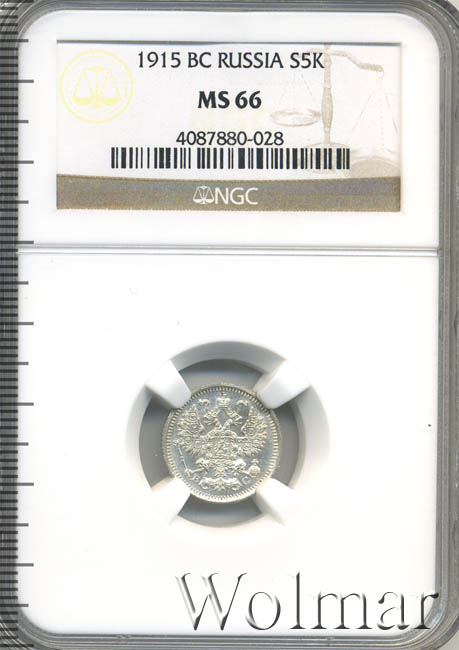 1915 BC RUSSIA S5K
MS 66
4087880-028
NGC
В С
Wolmar